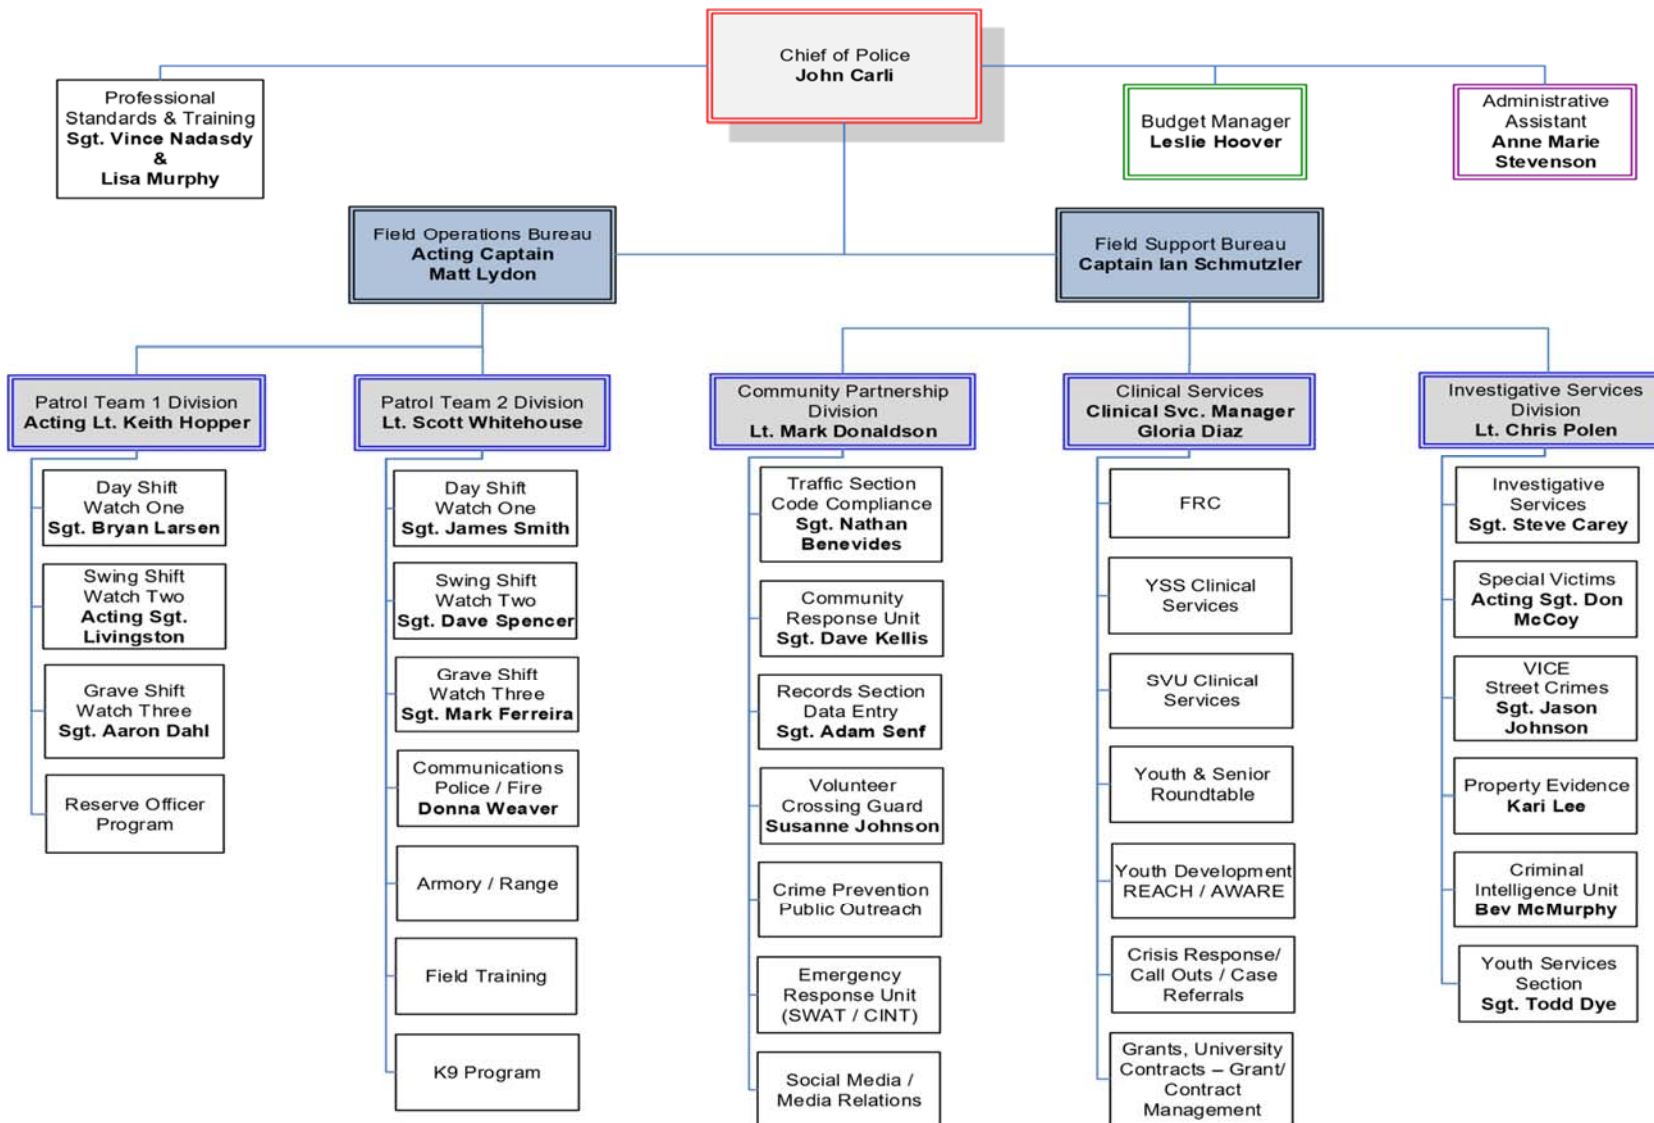 Chief of Police
John Carli
Professional
Standards & Training
Sgt. Vince Nadasdy
&
Lisa Murphy
Budget Manager
Leslie Hoover
Administrative
Assistant
Anne Marie
Stevenson
Field Operations Bureau
Acting Captain
Matt Lydon
Field Support Bureau
Captain Ian Schmutzler
Patrol Team 1 Division
Acting Lt. Keith Hopper
Patrol Team 2 Division
Lt. Scott Whitehouse
Community Partnership
Division
Lt. Mark Donaldson
Clinical Services
Clinical Svc. Manager
Gloria Diaz
Investigative Services
Division
Lt. Chris Polen
Day Shift
Watch One
Sgt. Bryan Larsen
Swing Shift
Watch Two
Acting Sgt.
Livingston
Grave Shift
Watch Three
Sgt. Aaron Dahl
Reserve Officer
Program
Day Shift
Watch One
Sgt. James Smith
Swing Shift
Watch Two
Sgt. Dave Spencer
Grave Shift
Watch Three
Sgt. Mark Ferreira
Communications
Police / Fire
Donna Weaver
Armory / Range
Field Training
K9 Program
Traffic Section
Code Compliance
Sgt. Nathan
Benevides
Community
Response Unit
Sgt. Dave Kellis
Records Section
Data Entry
Sgt. Adam Senf
Volunteer
Crossing Guard
Susanne Johnson
Crime Prevention
Public Outreach
Emergency
Response Unit
(SWAT / CINT)
Social Media /
Media Relations
FRC
YSS Clinical
Services
SVU Clinical
Services
Youth & Senior
Roundtable
Youth Development
REACH / AWARE
Crisis Response/
Call Outs / Case
Referrals
Grants, University
Contracts – Grant/
Contract
Management
Investigative
Services
Sgt. Steve Carey
Special Victims
Acting Sgt. Don
McCoy
VICE
Street Crimes
Sgt. Jason
Johnson
Property Evidence
Kari Lee
Criminal
Intelligence Unit
Bev McMurphy
Youth Services
Section
Sgt. Todd Dye